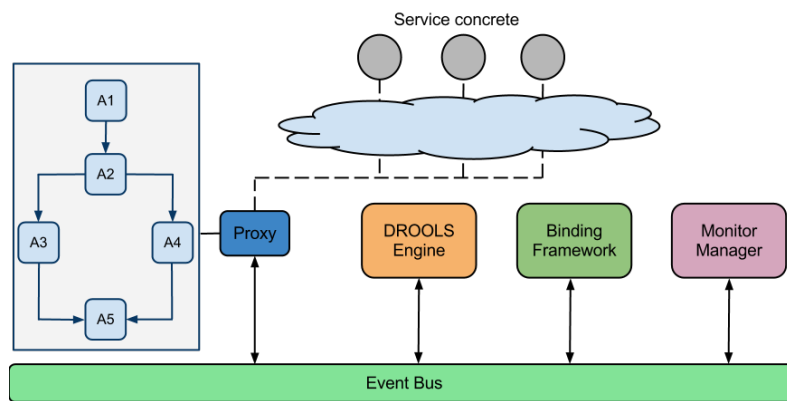 Service concrete
A1
A2
A3
A4
A5
Proxy
DROOLS
Engine
Binding
Framework
Monitor
Manager
Event Bus